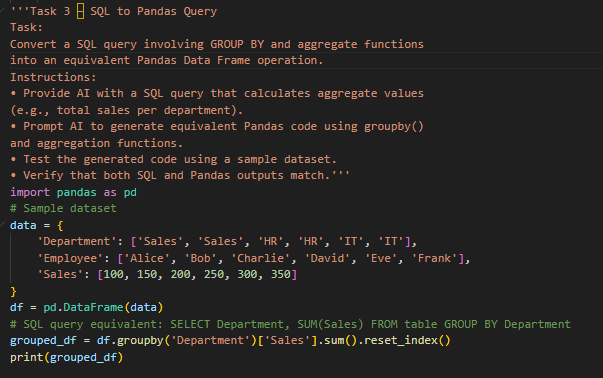 '''Task 3 – SQL to Pandas Query
Task:
Convert a SQL query involving GROUP BY and aggregate functions
into an equivalent Pandas Data Frame operation.
Instructions:
• Provide AI with a SQL query that calculates aggregate values
(e.g., total sales per department).
• Prompt AI to generate equivalent Pandas code using groupby()
and aggregation functions.
• Test the generated code using a sample dataset.
• Verify that both SQL and Pandas outputs match.'''
import pandas as pd
# Sample dataset
data = {
    'Department': ['Sales', 'Sales', 'HR', 'HR', 'IT', 'IT'],
    'Employee': ['Alice', 'Bob', 'Charlie', 'David', 'Eve', 'Frank'],
    'Sales': [100, 150, 200, 250, 300, 350]
}
df = pd.DataFrame(data)
# SQL query equivalent: SELECT Department, SUM(Sales) FROM table GROUP BY Department
grouped_df = df.groupby('Department')['Sales'].sum().reset_index()
print(grouped_df)